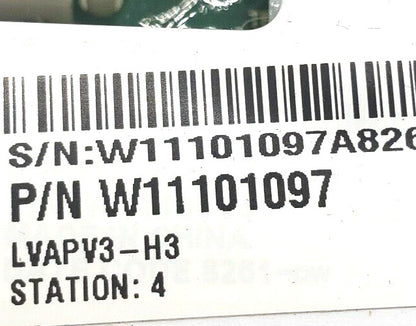 S/N:W11101097A826
P/N W11101097
LVAPV3-H3
STATION: 4